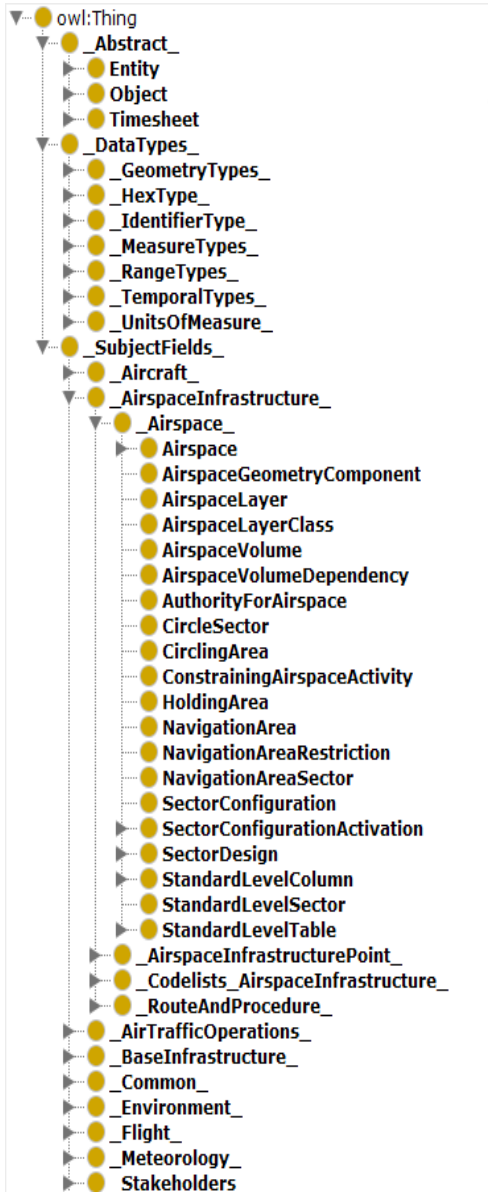 owl:Thing
_Abstract_
Entity
Object
Timesheet
_DataTypes_
_GeometryTypes_
_HexType_
_IdentifierType_
_MeasureTypes_
_RangeTypes_
_TemporalTypes_
_UnitsOfMeasure_
_SubjectFields_
_Aircraft_
_AirspaceInfrastructure_
_Airspace_
Airspace
AirspaceGeometryComponent
AirspaceLayer
AirspaceLayerClass
AirspaceVolume
AirspaceVolumeDependency
AuthorityForAirspace
CircleSector
CirclingArea
ConstrainingAirspaceActivity
HoldingArea
NavigationArea
NavigationAreaRestriction
NavigationAreaSector
SectorConfiguration
SectorConfigurationActivation
SectorDesign
StandardLevelColumn
StandardLevelSector
StandardLevelTable
_AirspaceInfrastructurePoint_
_Codelists_AirspaceInfrastructure_
_RouteAndProcedure_
_AirTrafficOperations_
_BaseInfrastructure_
_Common_
_Environment_
_Flight_
_Meteorology_
Stakeholders